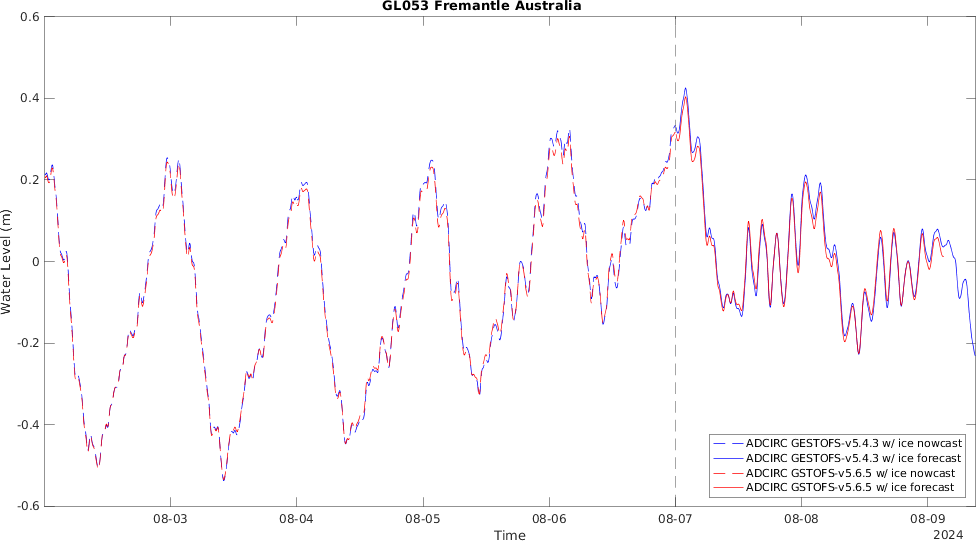 GL053 Fremantle Australia
0.6
0.4
0.2
0
-0.2
-0.4
-0.6
Water Level (m)
08-03
08-04
08-05
08-06
08-07
08-08
08-09
Time
2024
ADCIRC GESTOFS-v5.4.3 w/ ice nowcast
ADCIRC GESTOFS-v5.4.3 w/ ice forecast
ADCIRC GSTOFS-v5.6.5 w/ ice nowcast
ADCIRC GSTOFS-v5.6.5 w/ ice forecast